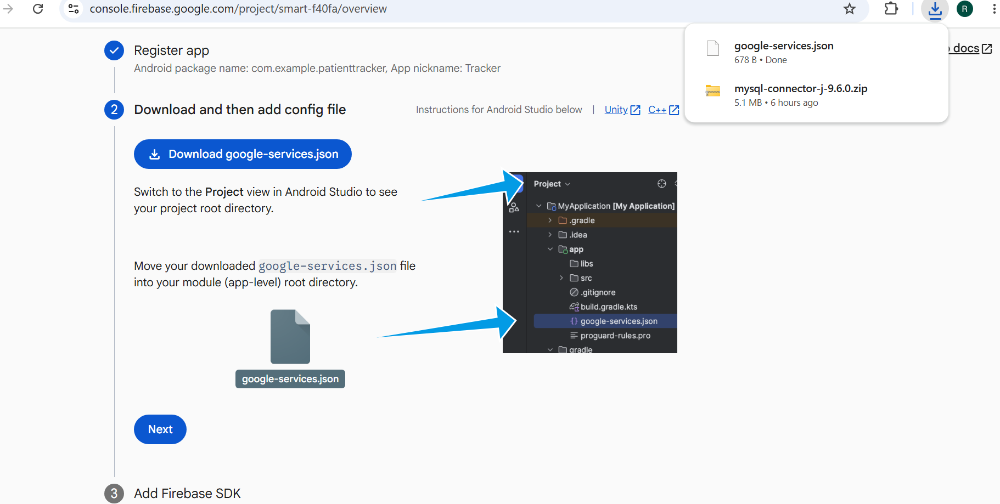 console.firebase.google.com/project/smart-f40fa/overview
R
google-services.json
678 B • Done
mysql-connector-j-9.6.0.zip
5.1 MB • 6 hours ago
docs
Register app
Android package name: com.example.patienttracker, App nickname: Tracker
2
Download and then add config file
Instructions for Android Studio below | Unity C++
Download google-services.json
Switch to the Project view in Android Studio to see
your project root directory.
Move your downloaded google-services.json file
into your module (app-level) root directory.
google-services.json
Project
MyApplication [My Application]
.gradle
.idea
app
libs
src
.gitignore
build.gradle.kts
google-services.json
proguard-rules.pro
gradle
Next
3
Add Firebase SDK